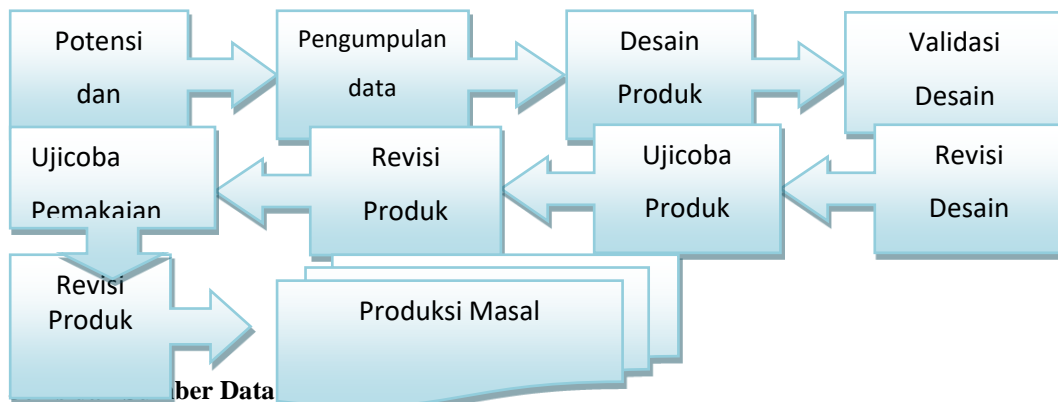 Potensi
dan
Pengumpulan
data
Desain
Produk
Validasi
Desain
Revisi
Desain
Ujicoba
Produk
Revisi
Produk
Ujicoba
Pemakaian
Revisi
Produk
Produksi Masal
Data